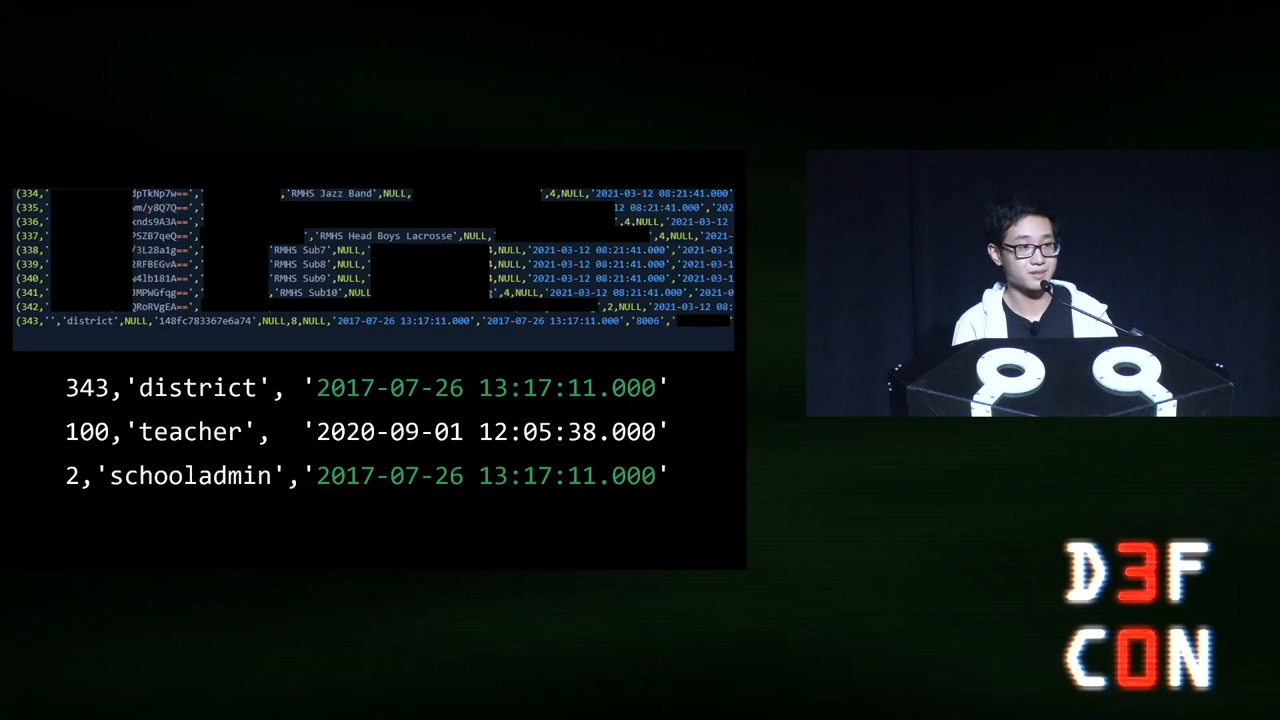 (334,' dpTkNp7w==',' ,'RMHS Jazz Band',NULL, ',4,NULL,'2021-03-12 08:21:41.000'
(335,' wm/y8Q7Q==',' 12 08:21:41.000','202
(336,' knds9A3A==',' ,4,NULL,'2021-03-12
(337,' PSZB7qeQ==',' ,'RMHS Head Boys Lacrosse',NULL, ,4,NULL,'2021-
(338,' /3L28a1g==',' 'RMHS Sub7',NULL, 4,NULL,'2021-03-12 08:21:41.000','2021-03-1
(339,' 2RFBEGvA==',' 'RMHS Sub8',NULL, 4,NULL,'2021-03-12 08:21:41.000','2021-03-1
(340,' w4lb181A==',' 'RMHS Sub9',NULL, 4,NULL,'2021-03-12 08:21:41.000','2021-03-1
(341,' JMPWGfqg==',' ,'RMHS Sub10',NULL ',4,NULL,'2021-03-12 08:21:41.000','2021-0
(342,' QRoRVgEA==',' ,2,NULL,'2021-03-12 08:
(343,'','district',NULL,'148fc783367e6a74',NULL,8,NULL,'2017-07-26 13:17:11.000','2017-07-26 13:17:11.000','8006','
343,'district', '2017-07-26 13:17:11.000'
100,'teacher', '2020-09-01 12:05:38.000'
2,'schooladmin','2017-07-26 13:17:11.000'
D3F
C0N